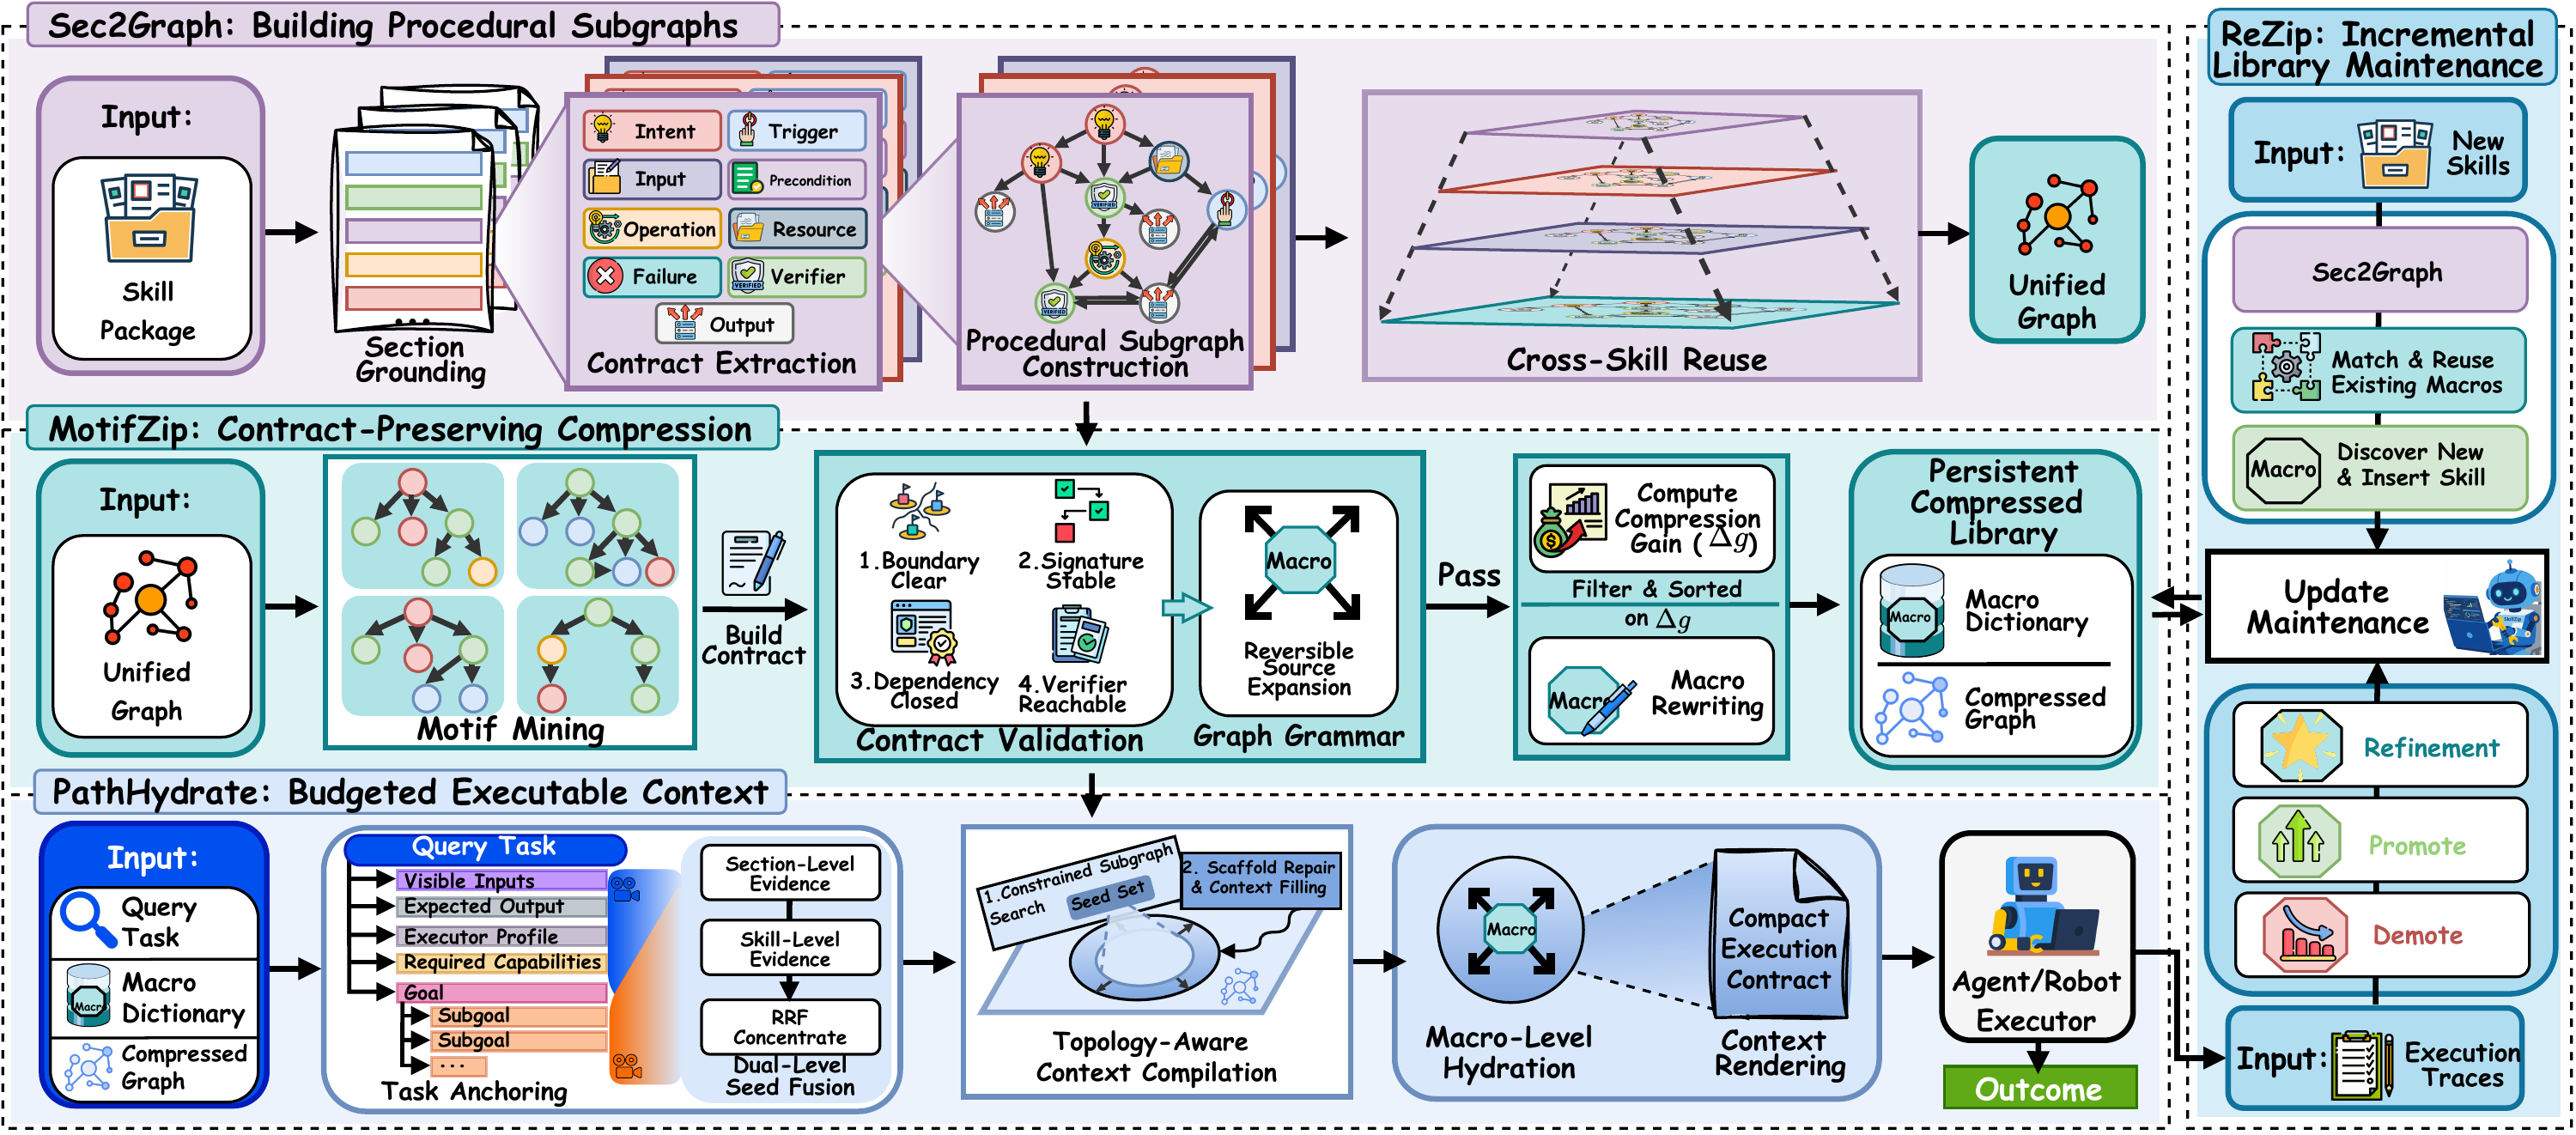 Sec2Graph: Building Procedural Subgraphs
Input:
Skill
Package
Section
Grounding
Intent
Trigger
Input
Precondition
Operation
Resource
Failure
Verifier
Output
Contract Extraction
VERIFIED
VERIFIED
Procedural Subgraph
Construction
Cross-Skill Reuse
Unified
Graph
MotifZip: Contract-Preserving Compression
Input:
Unified
Graph
Motif Mining
Build
Contract
1.Boundary
Clear
2.Signature
Stable
3.Dependency
Closed
4.Verifier
Reachable
Contract Validation
Macro
Reversible
Source
Expansion
Graph Grammar
Pass
Compute
Compression
Gain ( Δg)
Filter & Sorted
on Δg
Macro
Macro
Rewriting
Persistent
Compressed
Library
Macro
Macro
Dictionary
Compressed
Graph
PathHydrate: Budgeted Executable Context
Input:
Query
Task
Macro
Macro
Dictionary
Compressed
Graph
Query Task
Visible Inputs
Expected Output
Executor Profile
Required Capabilities
Goal
Subgoal
Subgoal
...
Task Anchoring
Section-Level
Evidence
Skill-Level
Evidence
RRF
Concentrate
Dual-Level
Seed Fusion
1.Constrained Subgraph
Search
Seed Set
2. Scaffold Repair
& Context Filling
Topology-Aware
Context Compilation
Macro
Macro-Level
Hydration
Compact
Execution
Contract
Context
Rendering
Agent/Robot
Executor
Outcome
ReZip: Incremental
Library Maintenance
Input:
New
Skills
Sec2Graph
Match & Reuse
Existing Macros
Macro
Discover New
& Insert Skill
Update
Maintenance
SkillZip
Refinement
Promote
Demote
Input:
Execution
Traces